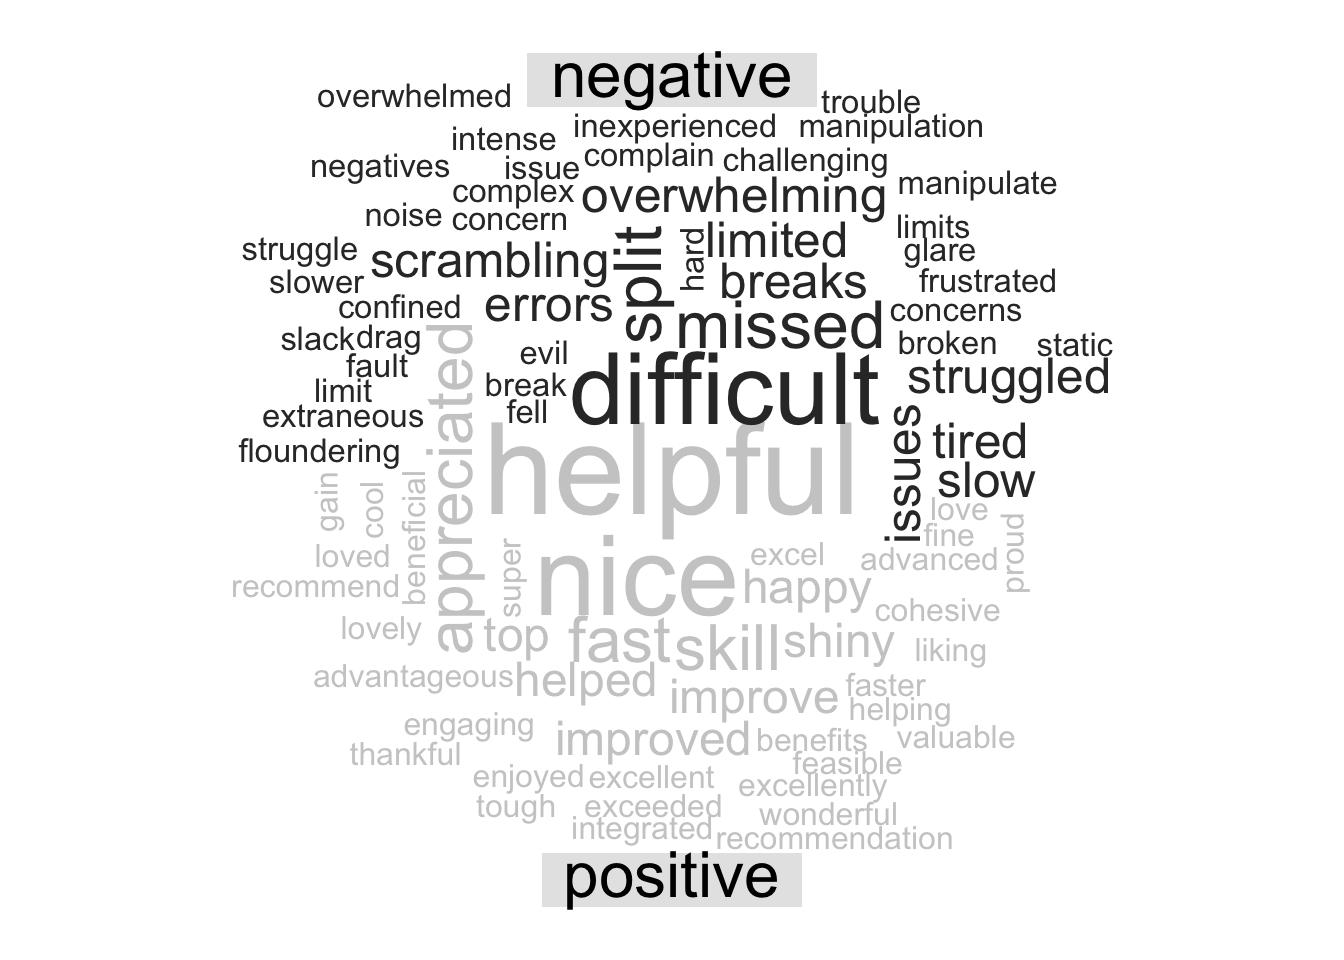 negative
overwhelmed
trouble
inexperienced
manipulation
intense
complain
challenging
negatives
issue
manipulate
complex
overwhelming
noise
concern
limits
split
hard
limited
glare
struggle
scrambling
slower
breaks
frustrated
confined
errors
concerns
missed
slack
drag
broken
static
evil
fault
difficult
struggled
limit
break
extraneous
fell
issues
tired
floundering
slow
appreciated
helpful
gain
cool
beneficial
love
fine
proud
loved
super
nice
excel
advanced
recommend
happy
cohesive
lovely
top
fast
skill
shiny
liking
advantageous
helped
improve
faster
helping
engaging
improved
benefits
valuable
thankful
feasible
enjoyed
excellent
excellently
tough
exceeded
wonderful
integrated
recommendation
positive